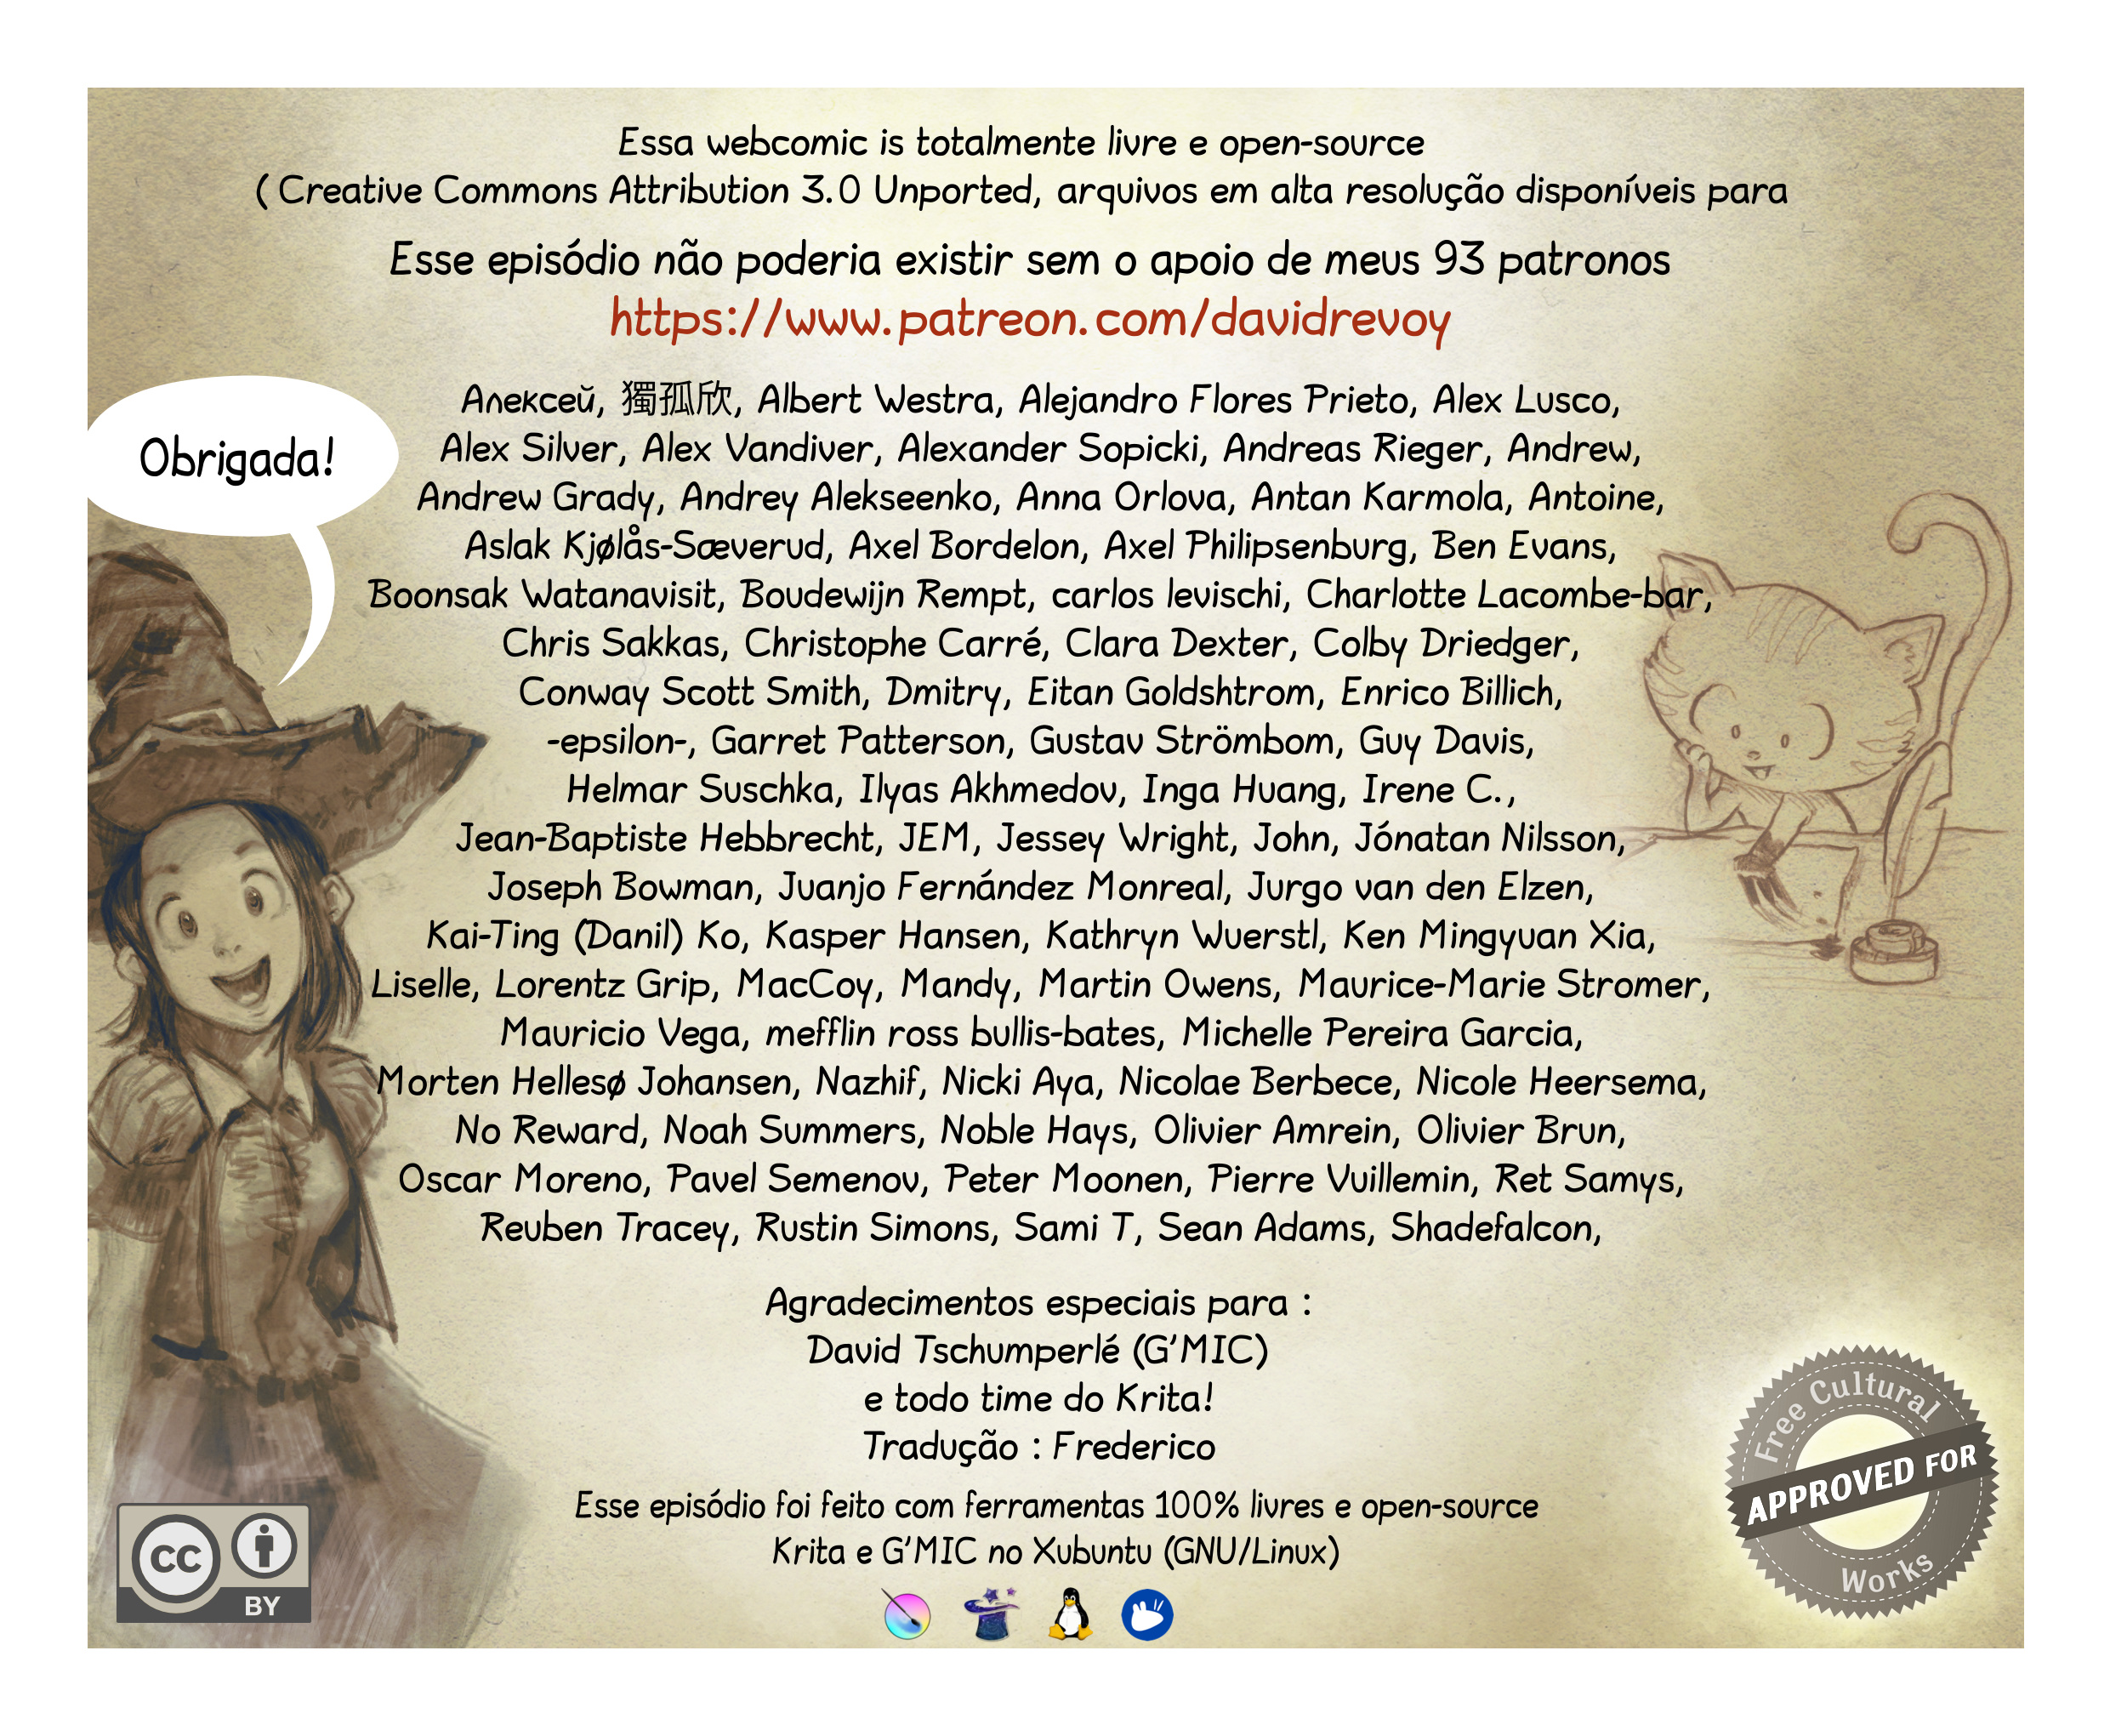 Essa webcomic is totalmente livre e open-source
( Creative Commons Attribution 3.0 Unported, arquivos em alta resolução disponíveis para
Esse episódio não poderia existir sem o apoio de meus 93 patronos
https://www.patreon.com/davidrevoy
Obrigada!
Алексей, 獨孤欣, Albert Westra, Alejandro Flores Prieto, Alex Lusco,
Alex Silver, Alex Vandiver, Alexander Sopicki, Andreas Rieger, Andrew,
Andrew Grady, Andrey Alekseenko, Anna Orlova, Antan Karmola, Antoine,
Aslak Kjølås-Sæverud, Axel Bordelon, Axel Philipsenburg, Ben Evans,
Boonsak Watanavisit, Boudewijn Rempt, carlos levischi, Charlotte Lacombe-bar,
Chris Sakkas, Christophe Carré, Clara Dexter, Colby Driedger,
Conway Scott Smith, Dmitry, Eitan Goldshtrom, Enrico Billich,
-epsilon-, Garret Patterson, Gustav Strömbom, Guy Davis,
Helmar Suschka, Ilyas Akhmedov, Inga Huang, Irene C.,
Jean-Baptiste Hebbrecht, JEM, Jessey Wright, John, Jónatan Nilsson,
Joseph Bowman, Juanjo Fernández Monreal, Jurgo van den Elzen,
Kai-Ting (Danil) Ko, Kasper Hansen, Kathryn Wuerstl, Ken Mingyuan Xia,
Liselle, Lorentz Grip, MacCoy, Mandy, Martin Owens, Maurice-Marie Stromer,
Mauricio Vega, mefflin ross bullis-bates, Michelle Pereira Garcia,
Morten Hellesø Johansen, Nazhif, Nicki Aya, Nicolae Berbece, Nicole Heersema,
No Reward, Noah Summers, Noble Hays, Olivier Amrein, Olivier Brun,
Oscar Moreno, Pavel Semenov, Peter Moonen, Pierre Vuillemin, Ret Samys,
Reuben Tracey, Rustin Simons, Sami T, Sean Adams, Shadefalcon,
Agradecimentos especiais para :
David Tschumperlé (G'MIC)
e todo time do Krita!
Tradução : Frederico
Esse episódio foi feito com ferramentas 100% livres e open-source
Krita e G'MIC no Xubuntu (GNU/Linux)
cc
BY
Free Cultural
APPROVED FOR
Works